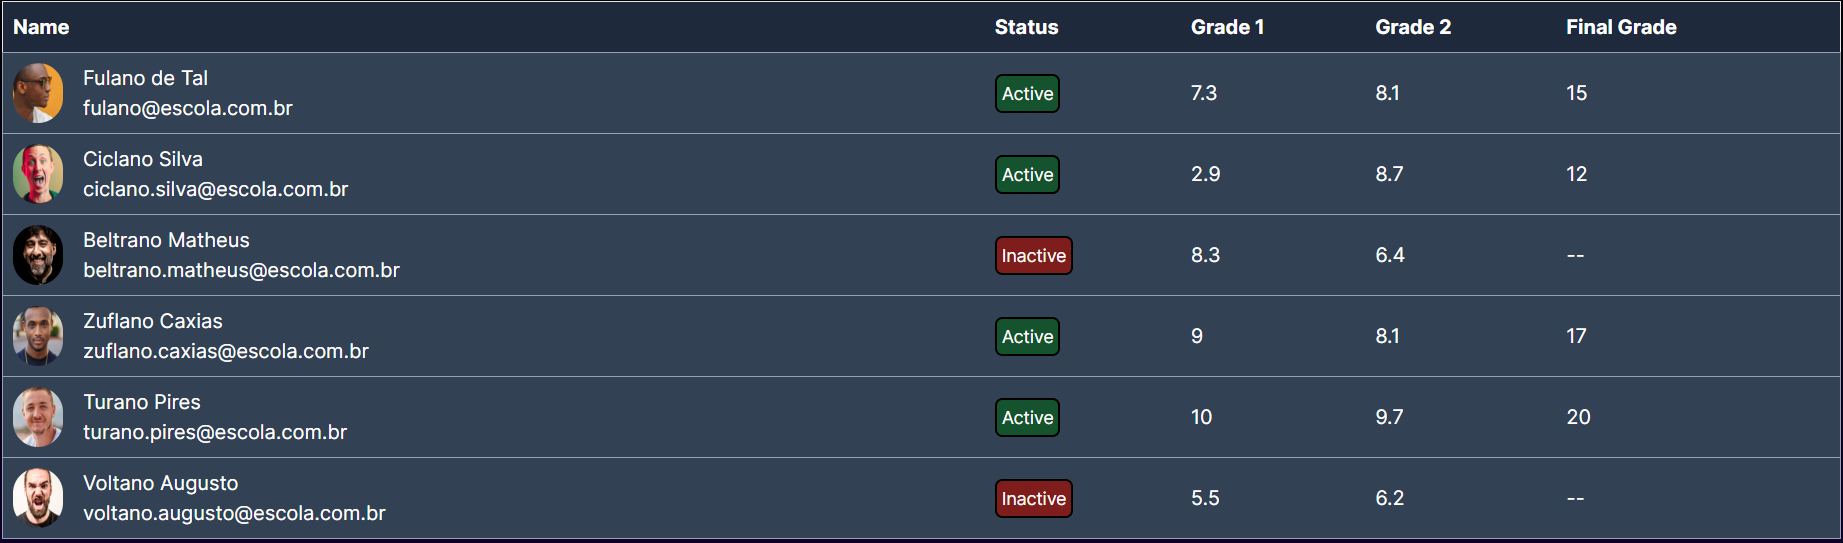 Name Status Grade 1 Grade 2 Final Grade
Fulano de Tal
fulano@escola.com.br
Active 7.3 8.1 15
Ciclano Silva
ciclano.silva@escola.com.br
Active 2.9 8.7 12
Beltrano Matheus
beltrano.matheus@escola.com.br
Inactive 8.3 6.4 --
Zuflano Caxias
zuflano.caxias@escola.com.br
Active 9 8.1 17
Turano Pires
turano.pires@escola.com.br
Active 10 9.7 20
Voltano Augusto
voltano.augusto@escola.com.br
Inactive 5.5 6.2 --